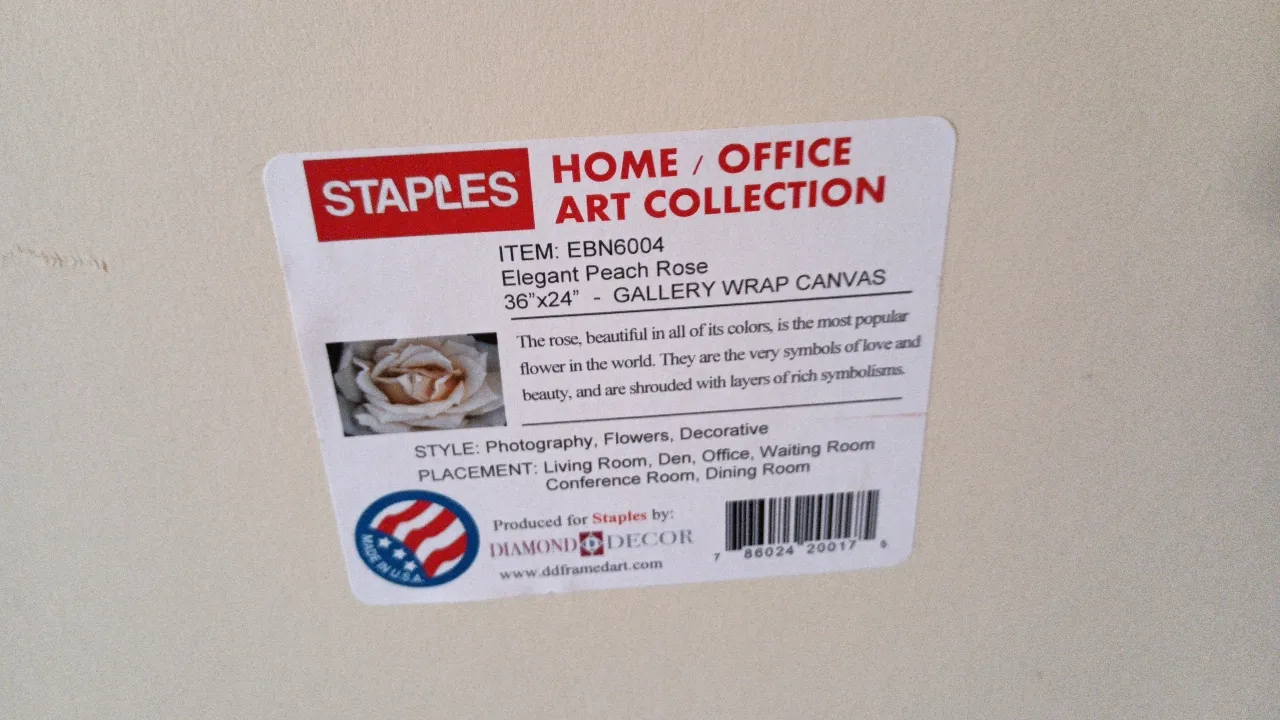 STAPLES
HOME / OFFICE
ART COLLECTION
ITEM: EBN6004
Elegant Peach Rose
36”x24” - GALLERY WRAP CANVAS
The rose, beautiful in all of its colors, is the most popular
flower in the world. They are the very symbols of love and
beauty, and are shrouded with layers of rich symbolisms.
STYLE: Photography, Flowers, Decorative
PLACEMENT: Living Room, Den, Office, Waiting Room
Conference Room, Dining Room
MADE IN U.S.A.
Produced for Staples by:
DIAMOND D DECOR
www.ddframedart.com
7 86024 20017 6